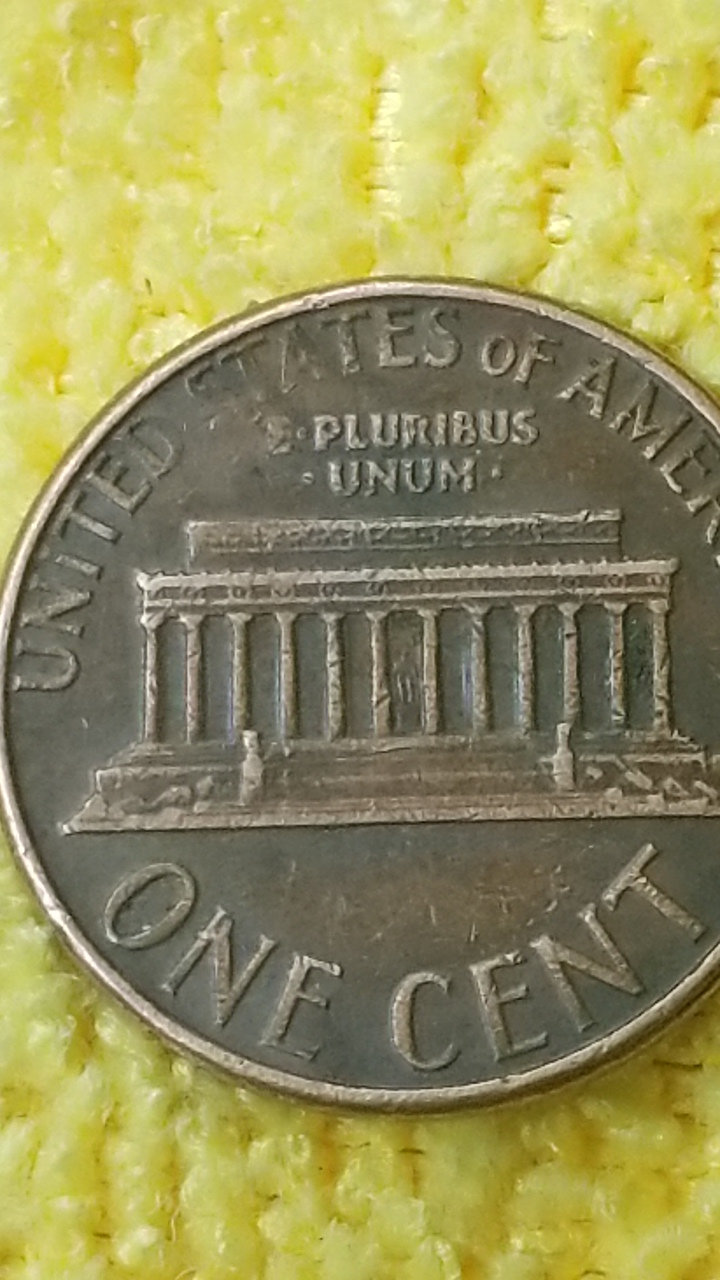 UNITED STATES OF AMER
E·PLURIBUS
·UNUM·
ONE CENT